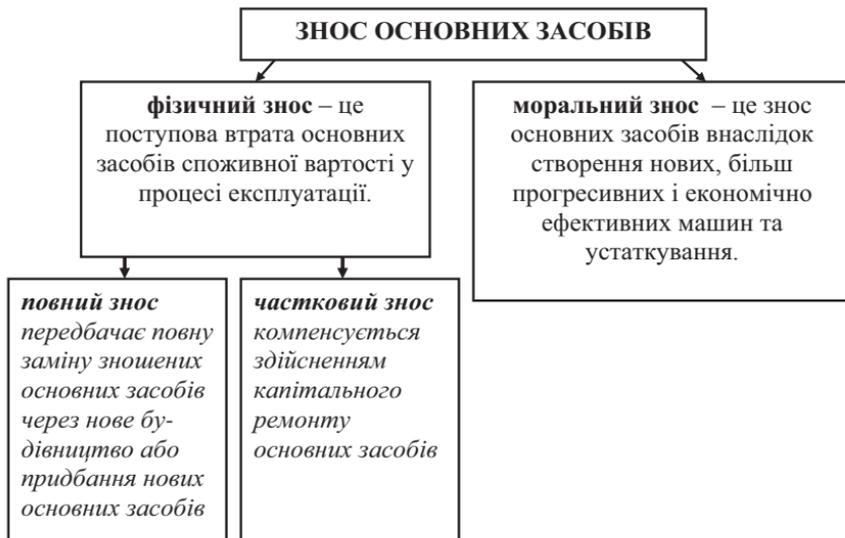 ЗНОС ОСНОВНИХ ЗАСОБІВ
фізичний знос – це
поступова втрата основних
засобів споживної вартості у
процесі експлуатації.
моральний знос – це знос
основних засобів внаслідок
створення нових, більш
прогресивних і економічно
ефективних машин та
устаткування.
повний знос
передбачає повну
заміну зношених
основних засобів
через нове бу-
дівництво або
придбання нових
основних засобів
частковий знос
компенсується
здійсненням
капітального
ремонту
основних засобів